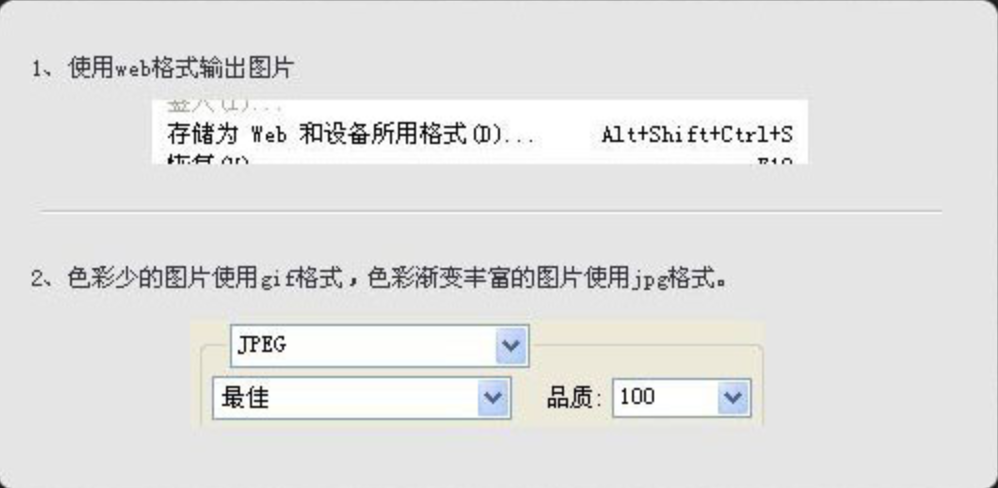 1、使用web格式输出图片
存储为 Web 和设备所用格式(D)... Alt+Shift+Ctrl+S
2、色彩少的图片使用gif格式，色彩渐变丰富的图片使用jpg格式。
JPEG
最佳 品质: 100